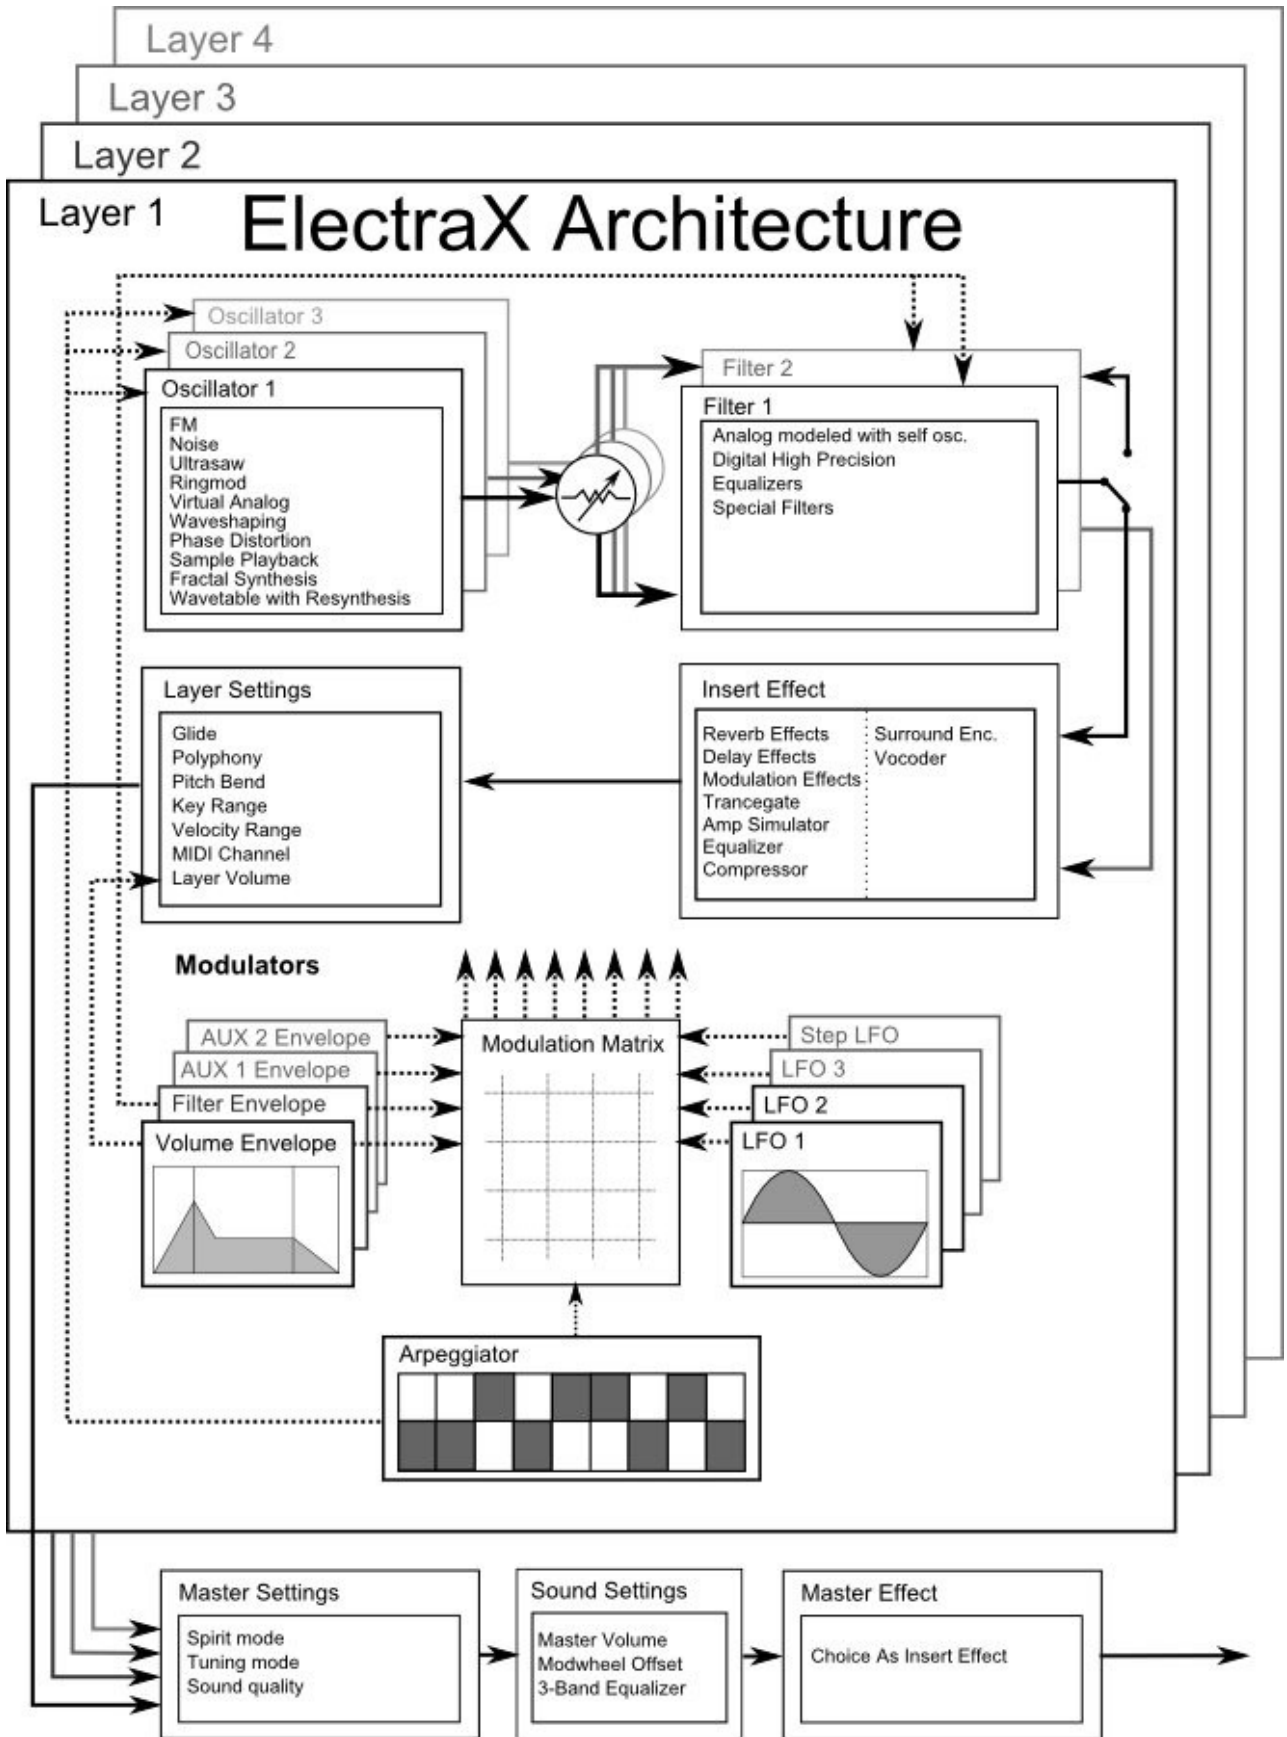 Layer 4
Layer 3
Layer 2
Layer 1
ElectraX Architecture
Oscillator 3
Oscillator 2
Oscillator 1
FM
Noise
Ultrasaw
Ringmod
Virtual Analog
Waveshaping
Phase Distortion
Sample Playback
Fractal Synthesis
Wavetable with Resynthesis
Filter 2
Filter 1
Analog modeled with self osc.
Digital High Precision
Equalizers
Special Filters
Layer Settings
Glide
Polyphony
Pitch Bend
Key Range
Velocity Range
MIDI Channel
Layer Volume
Insert Effect
Reverb Effects
Delay Effects
Modulation Effects
Trancegate
Amp Simulator
Equalizer
Compressor
Surround Enc.
Vocoder
Modulators
AUX 2 Envelope
AUX 1 Envelope
Filter Envelope
Volume Envelope
Modulation Matrix
Step LFO
LFO 3
LFO 2
LFO 1
Arpeggiator
Master Settings
Spirit mode
Tuning mode
Sound quality
Sound Settings
Master Volume
Modwheel Offset
3-Band Equalizer
Master Effect
Choice As Insert Effect